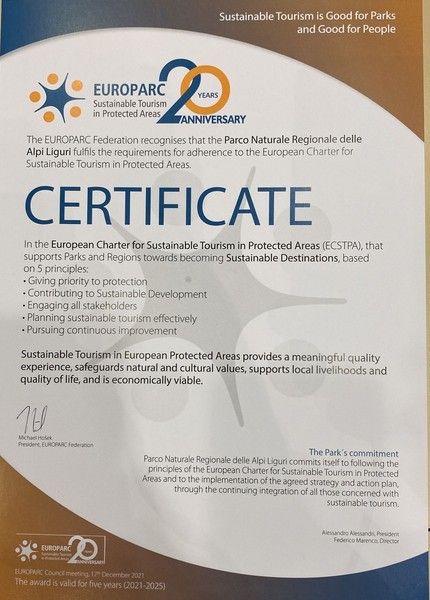 Sustainable Tourism is Good for Parks
and Good for People
EUROPARC
Sustainable Tourism
in Protected Areas
20
YEARS
ANNIVERSARY
The EUROPARC Federation recognises that the Parco Naturale Regionale delle
Alpi Liguri fulfils the requirements for adherence to the European Charter for
Sustainable Tourism in Protected Areas.
CERTIFICATE
In the European Charter for Sustainable Tourism in Protected Areas (ECSTPA), that
supports Parks and Regions towards becoming Sustainable Destinations, based
on 5 principles:
• Giving priority to protection
• Contributing to Sustainable Development
• Engaging all stakeholders
• Planning sustainable tourism effectively
• Pursuing continuous improvement
Sustainable Tourism in European Protected Areas provides a meaningful quality
experience, safeguards natural and cultural values, supports local livelihoods and
quality of life, and is economically viable.
Michael Hošek
President, EUROPARC Federation
The Park´s commitment
Parco Naturale Regionale delle Alpi Liguri commits itself to following the
principles of the European Charter for Sustainable Tourism in Protected
Areas and to the implementation of the agreed strategy and action plan,
through the continuing integration of all those concerned with
sustainable tourism.
Alessandro Alessandri, President
Federico Marenco, Director
EUROPARC
Sustainable Tourism
in Protected Areas
20
YEARS
ANNIVERSARY
EUROPARC Council meeting, 17th December 2021
The award is valid for five years (2021-2025)